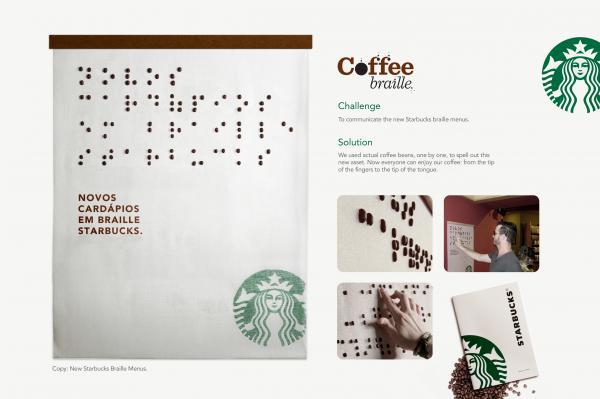 NOVOS
CARDÁPIOS
EM BRAILLE
STARBUCKS.
Copy: New Starbucks Braille Menus.
Coffee
braille.
Challenge
To communicate the new Starbucks braille menus.
Solution
We used actual coffee beans, one by one, to spell out this
new asset. Now everyone can enjoy our coffee: from the tip
of the fingers to the tip of the tongue.
STARBUCKS®